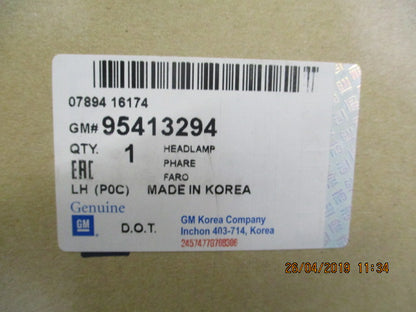 07894 16174
GM# 95413294
QTY. 1 HEADLAMP
PHARE
FARO
EAC
LH (P0C) MADE IN KOREA
Genuine
GM D.O.T.
GM Korea Company
Inchon 403-714, Korea
26/04/2019 11:34